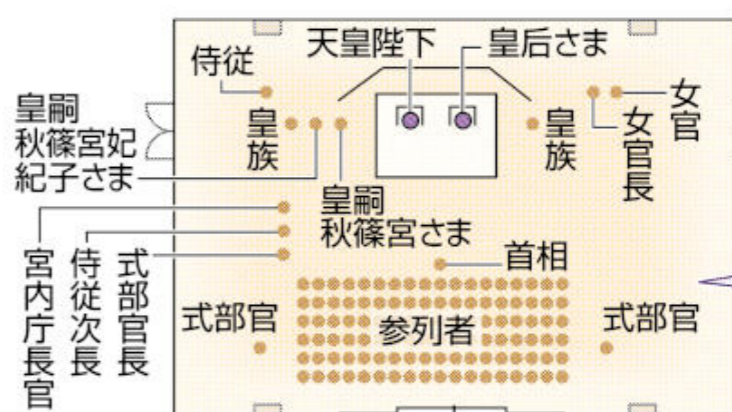 天皇陛下
皇后さま
侍従
皇嗣
秋篠宮妃
紀子さま
皇族
皇族
女官長
女官
皇嗣
秋篠宮さま
首相
宮内庁長官
侍従次長
式部官長
式部官
参列者
式部官